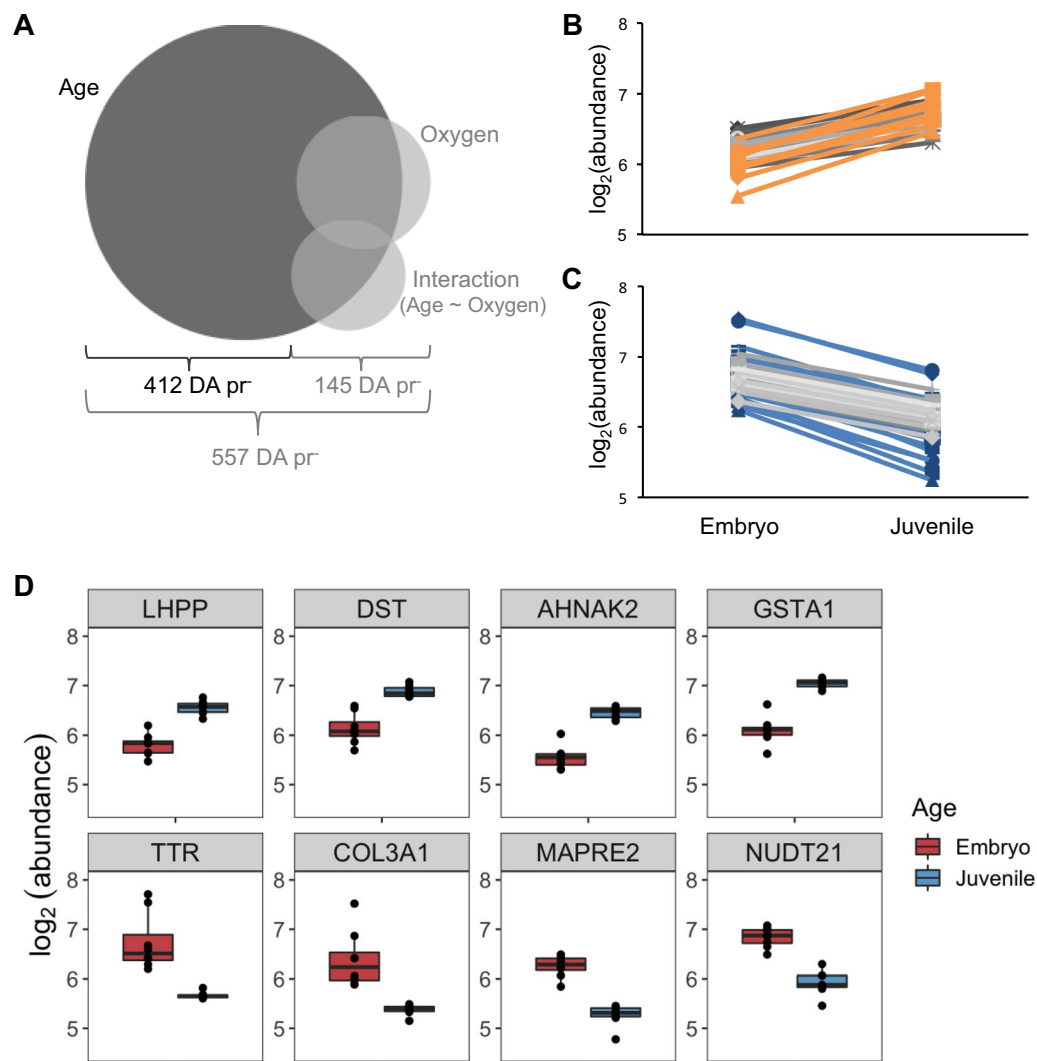 A
Age
Oxygen
Interaction
(Age ~ Oxygen)
412 DA pr-
145 DA pr-
557 DA pr-
B
log2(abundance)
8
7
6
5
C
log2(abundance)
8
7
6
5
Embryo
Juvenile
D
log2 (abundance)
LHPP
DST
AHNAK2
GSTA1
8
7
6
5
8
7
6
5
8
7
6
5
8
7
6
5
TTR
COL3A1
MAPRE2
NUDT21
8
7
6
5
8
7
6
5
8
7
6
5
8
7
6
5
Age
Embryo
Juvenile